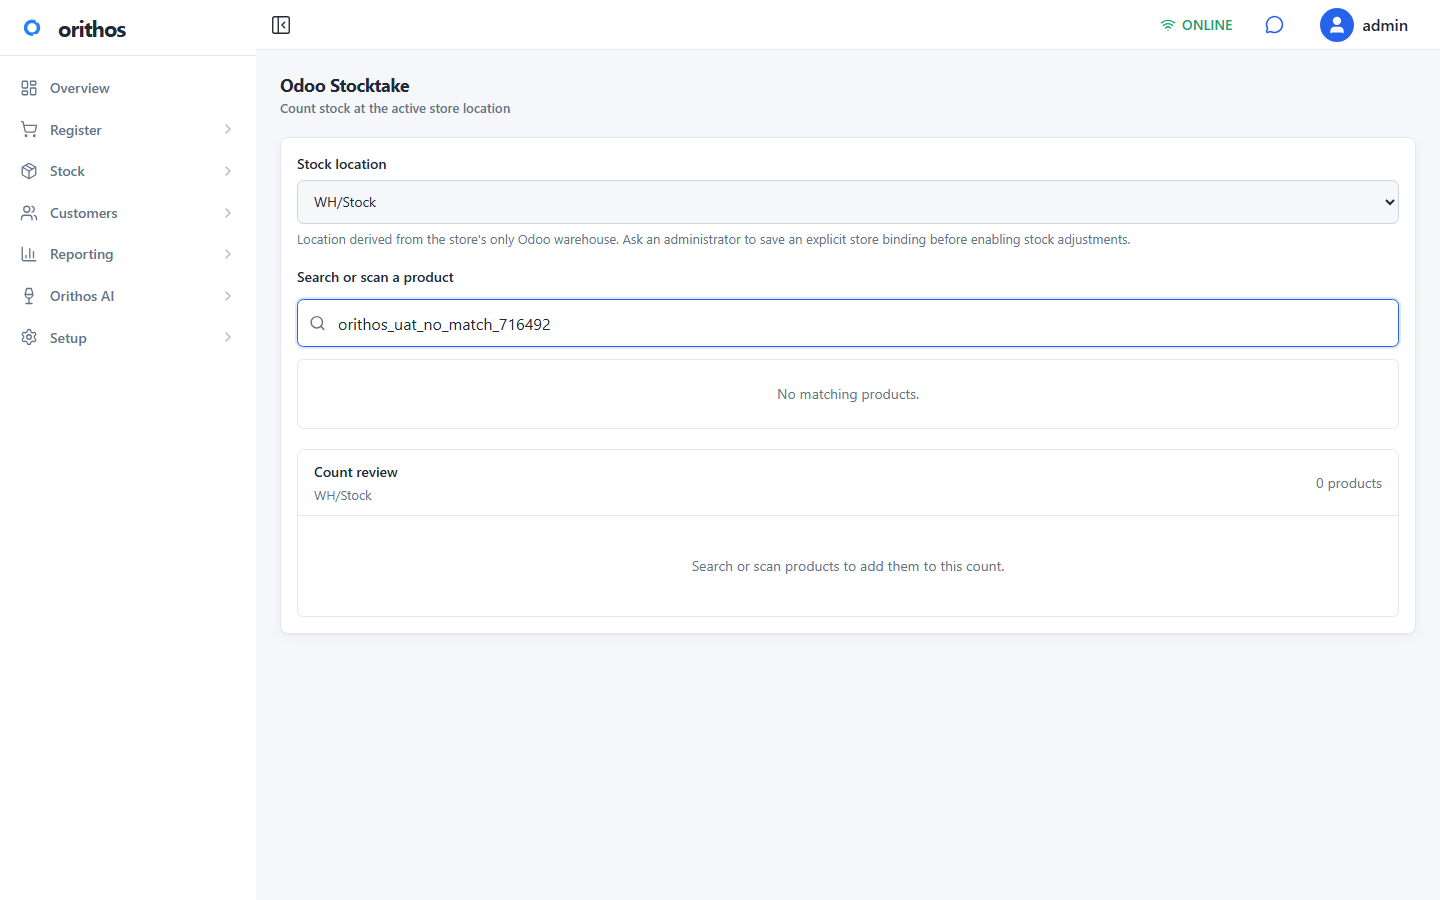 orithos
ONLINE
admin
Overview
Register
Stock
Customers
Reporting
Orithos AI
Setup
Odoo Stocktake
Count stock at the active store location
Stock location
WH/Stock
Location derived from the store's only Odoo warehouse. Ask an administrator to save an explicit store binding before enabling stock adjustments.
Search or scan a product
orithos_uat_no_match_716492
No matching products.
Count review
WH/Stock
0 products
Search or scan products to add them to this count.